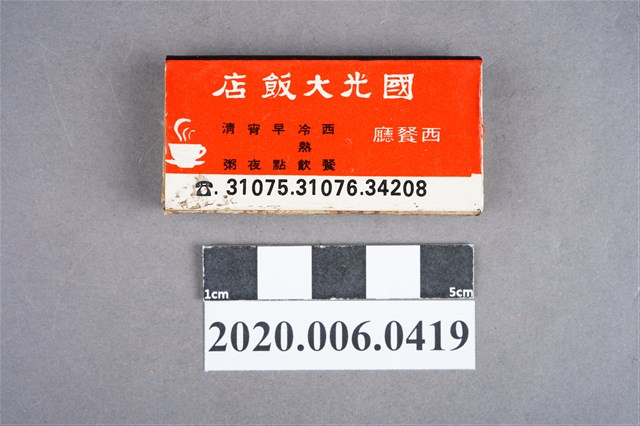 國光大飯店
西餐廳
西餐
冷熱飲
早點
宵夜
清粥
☎. 31075.31076.34208
1cm 5cm
2020.006.0419